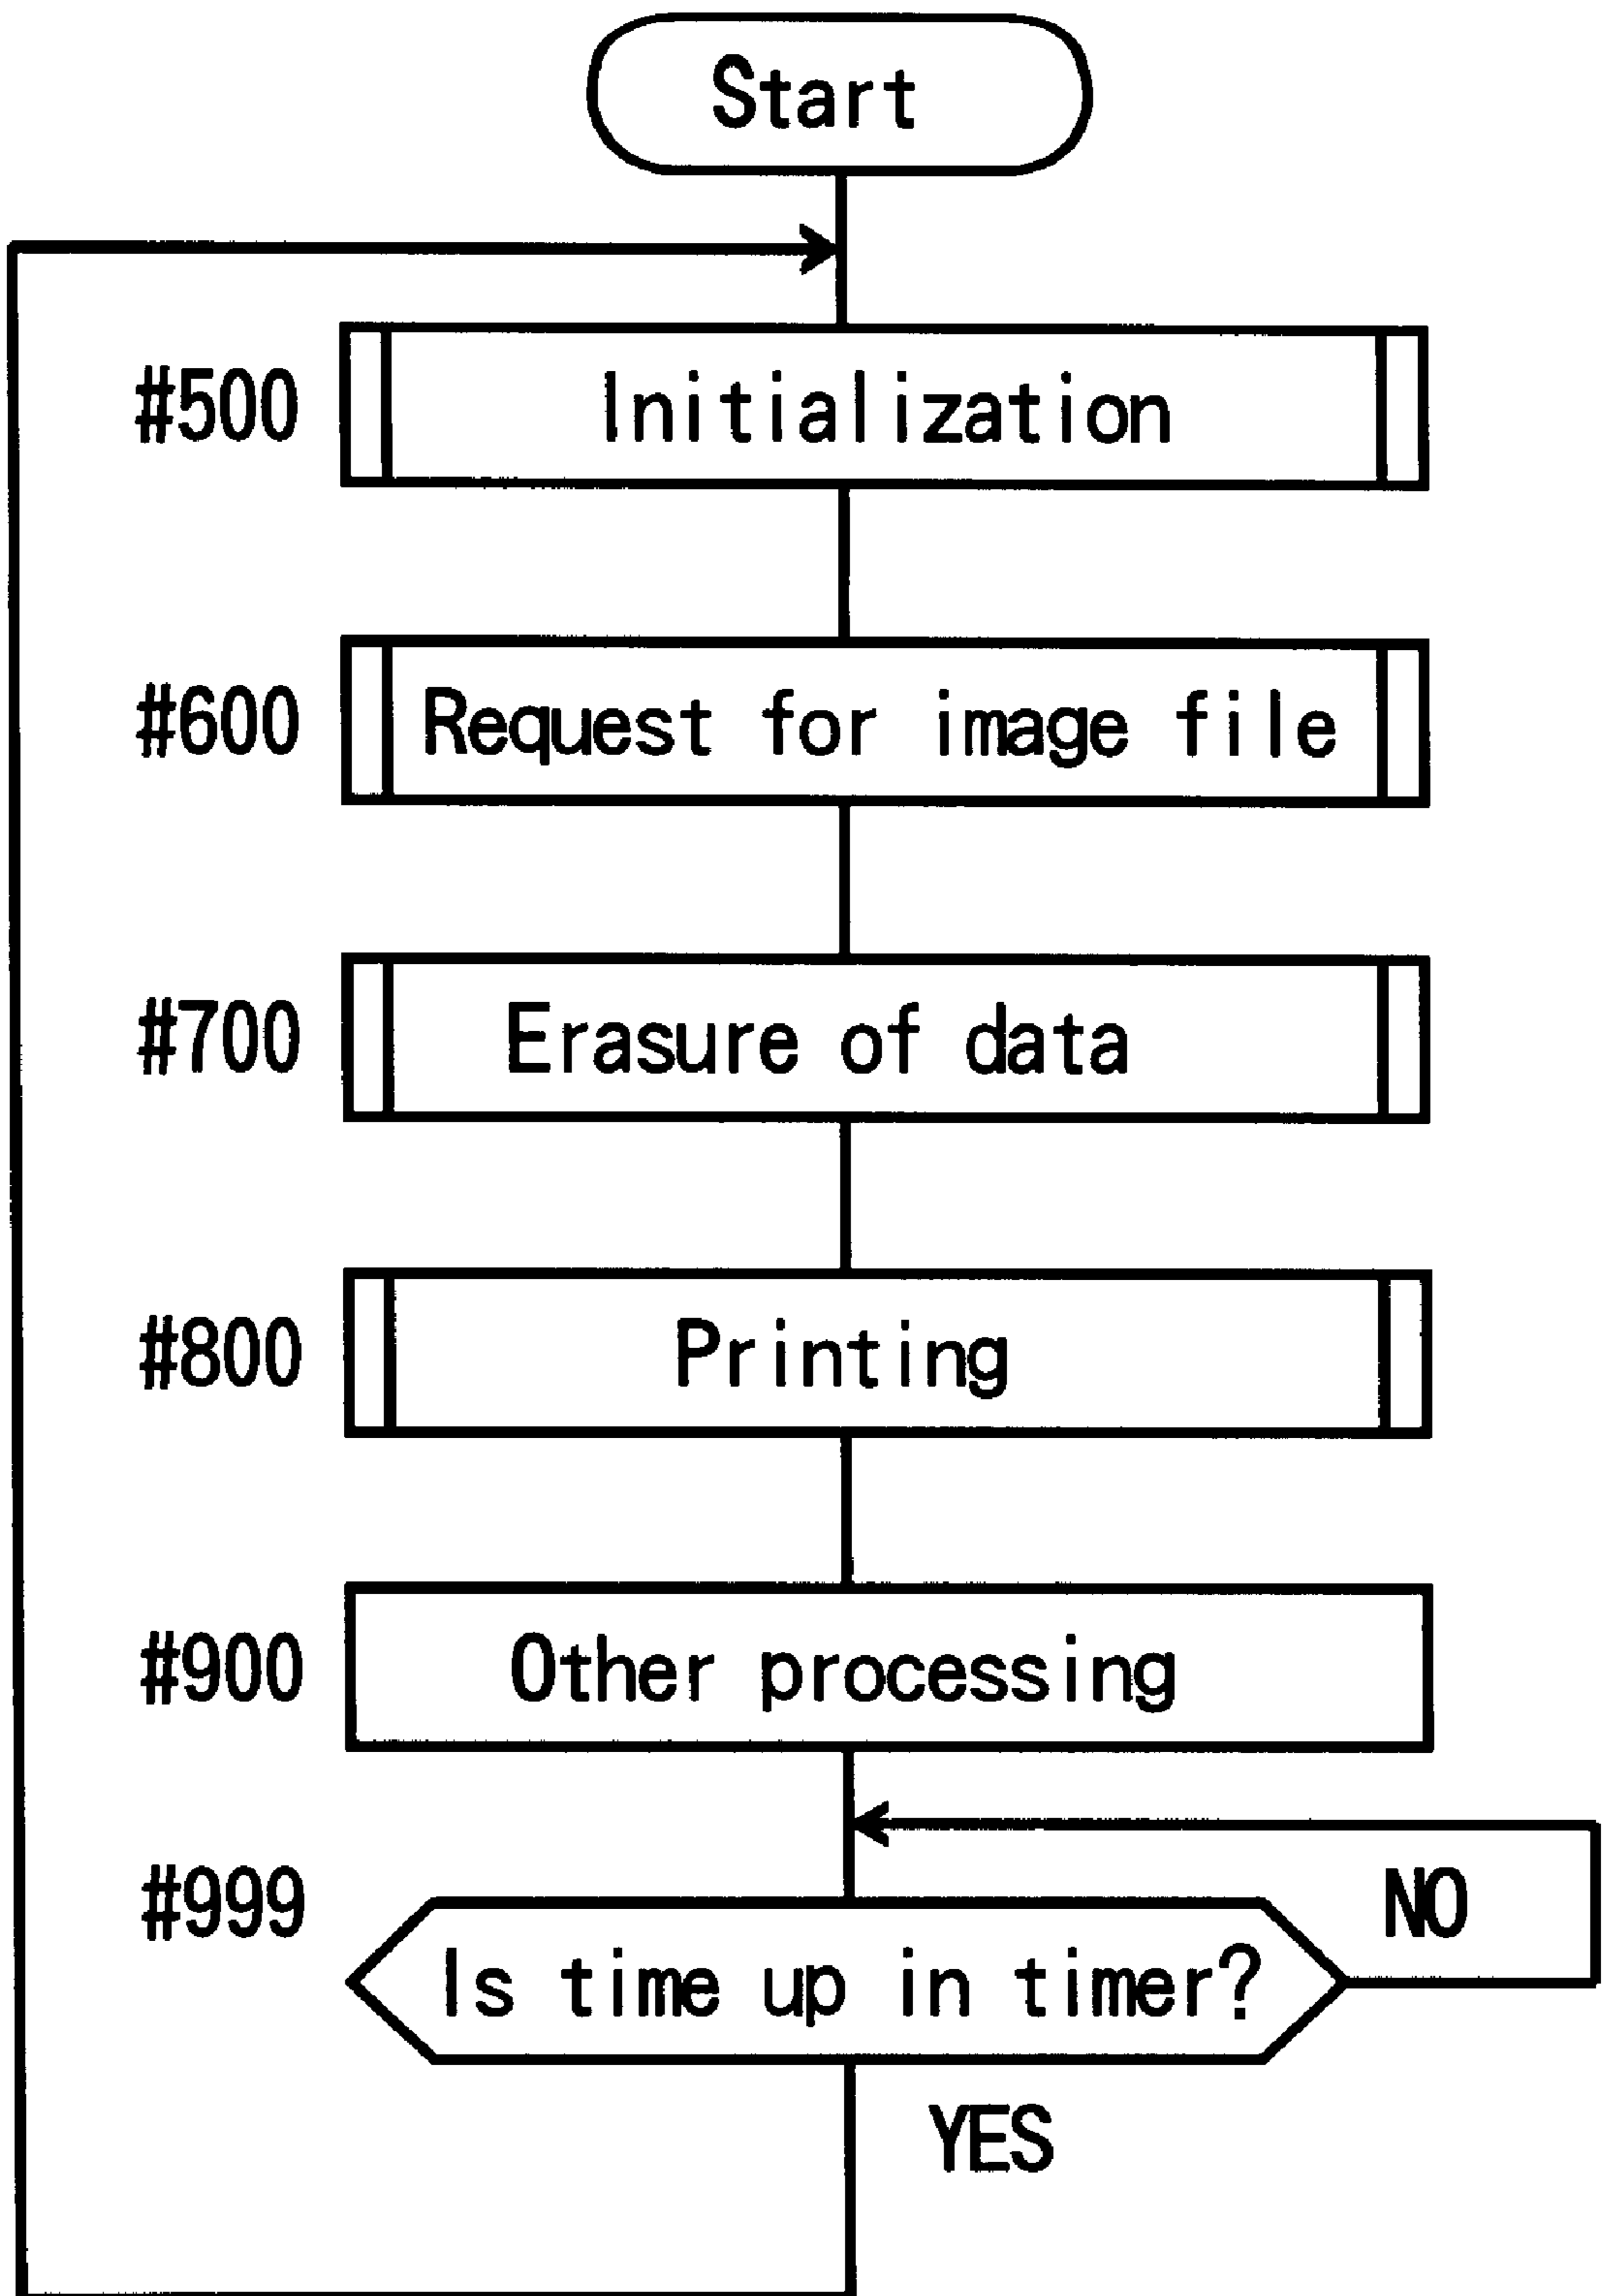 Start
#500 Initialization
#600 Request for image file
#700 Erasure of data
#800 Printing
#900 Other processing
#999 NO
Is time up in timer?
YES